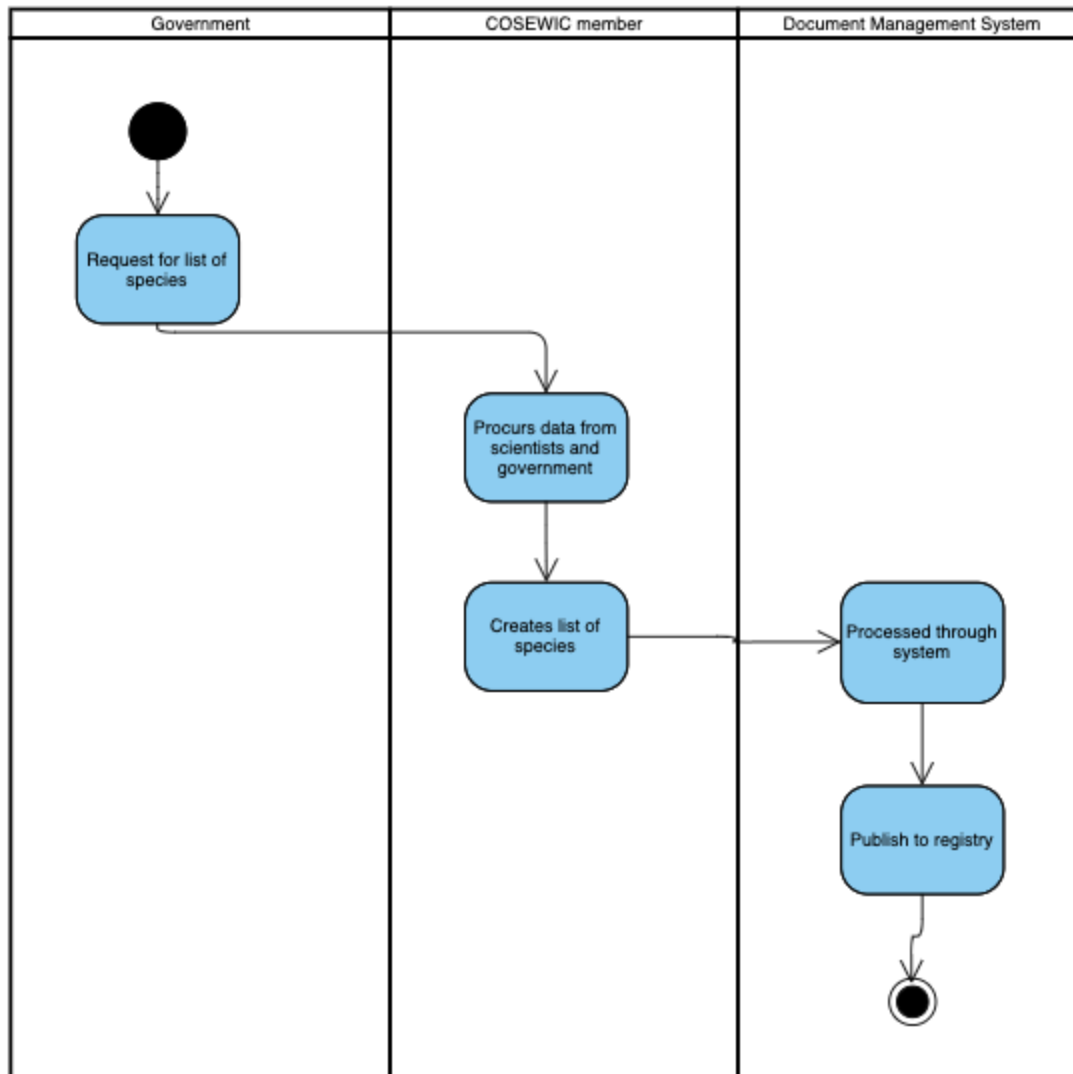 Government
COSEWIC member
Document Management System
Request for list of
species
Procurs data from
scientists and
government
Creates list of
species
Processed through
system
Publish to registry